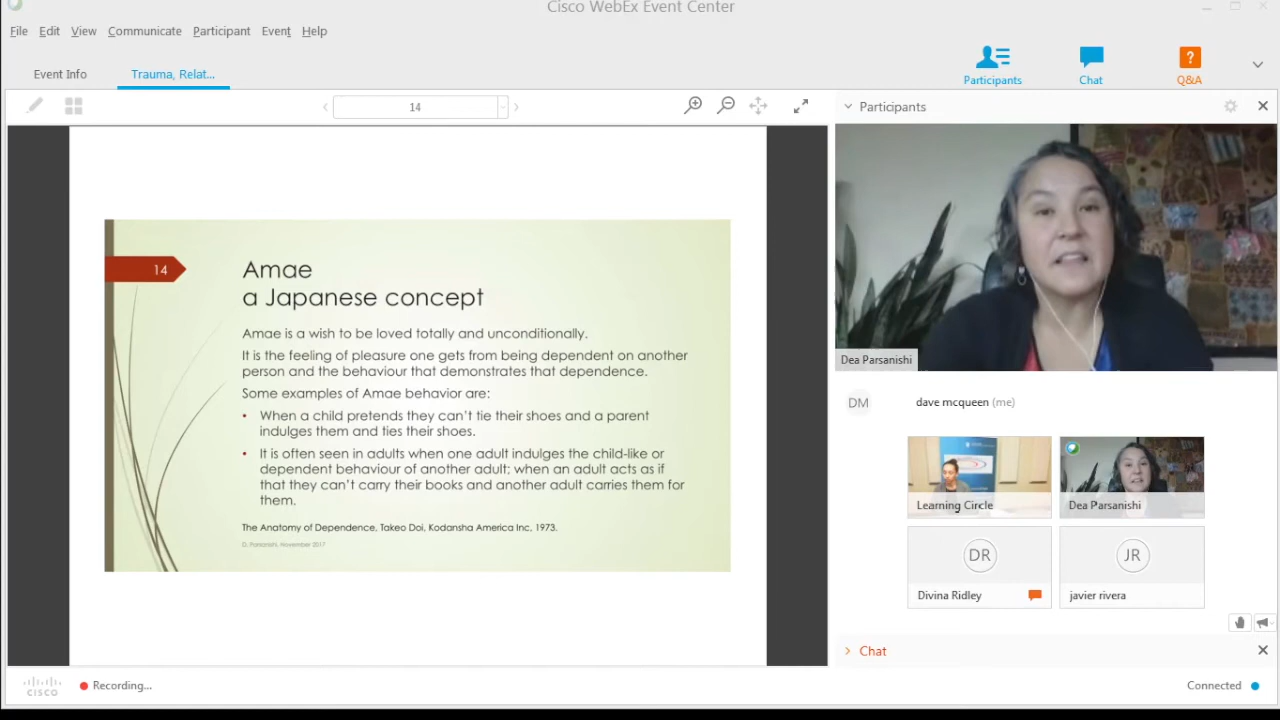 Cisco WebEx Event Center
File Edit View Communicate Participant Event Help
Event Info Trauma, Relat... Participants Chat ? Q&A
14
Participants
14
Amae
a Japanese concept
Amae is a wish to be loved totally and unconditionally.
It is the feeling of pleasure one gets from being dependent on another
person and the behaviour that demonstrates that dependence.
Some examples of Amae behavior are:
• When a child pretends they can't tie their shoes and a parent
indulges them and ties their shoes.
• It is often seen in adults when one adult indulges the child-like or
dependent behaviour of another adult; when an adult acts as if
that they can't carry their books and another adult carries them for
them.
The Anatomy of Dependence, Takeo Doi, Kodansha America Inc, 1973.
D. Parsanishi, November 2017
Dea Parsanishi
DM dave mcqueen (me)
Learning Circle Dea Parsanishi
DR JR
Divina Ridley javier rivera
Chat
CISCO Recording... Connected